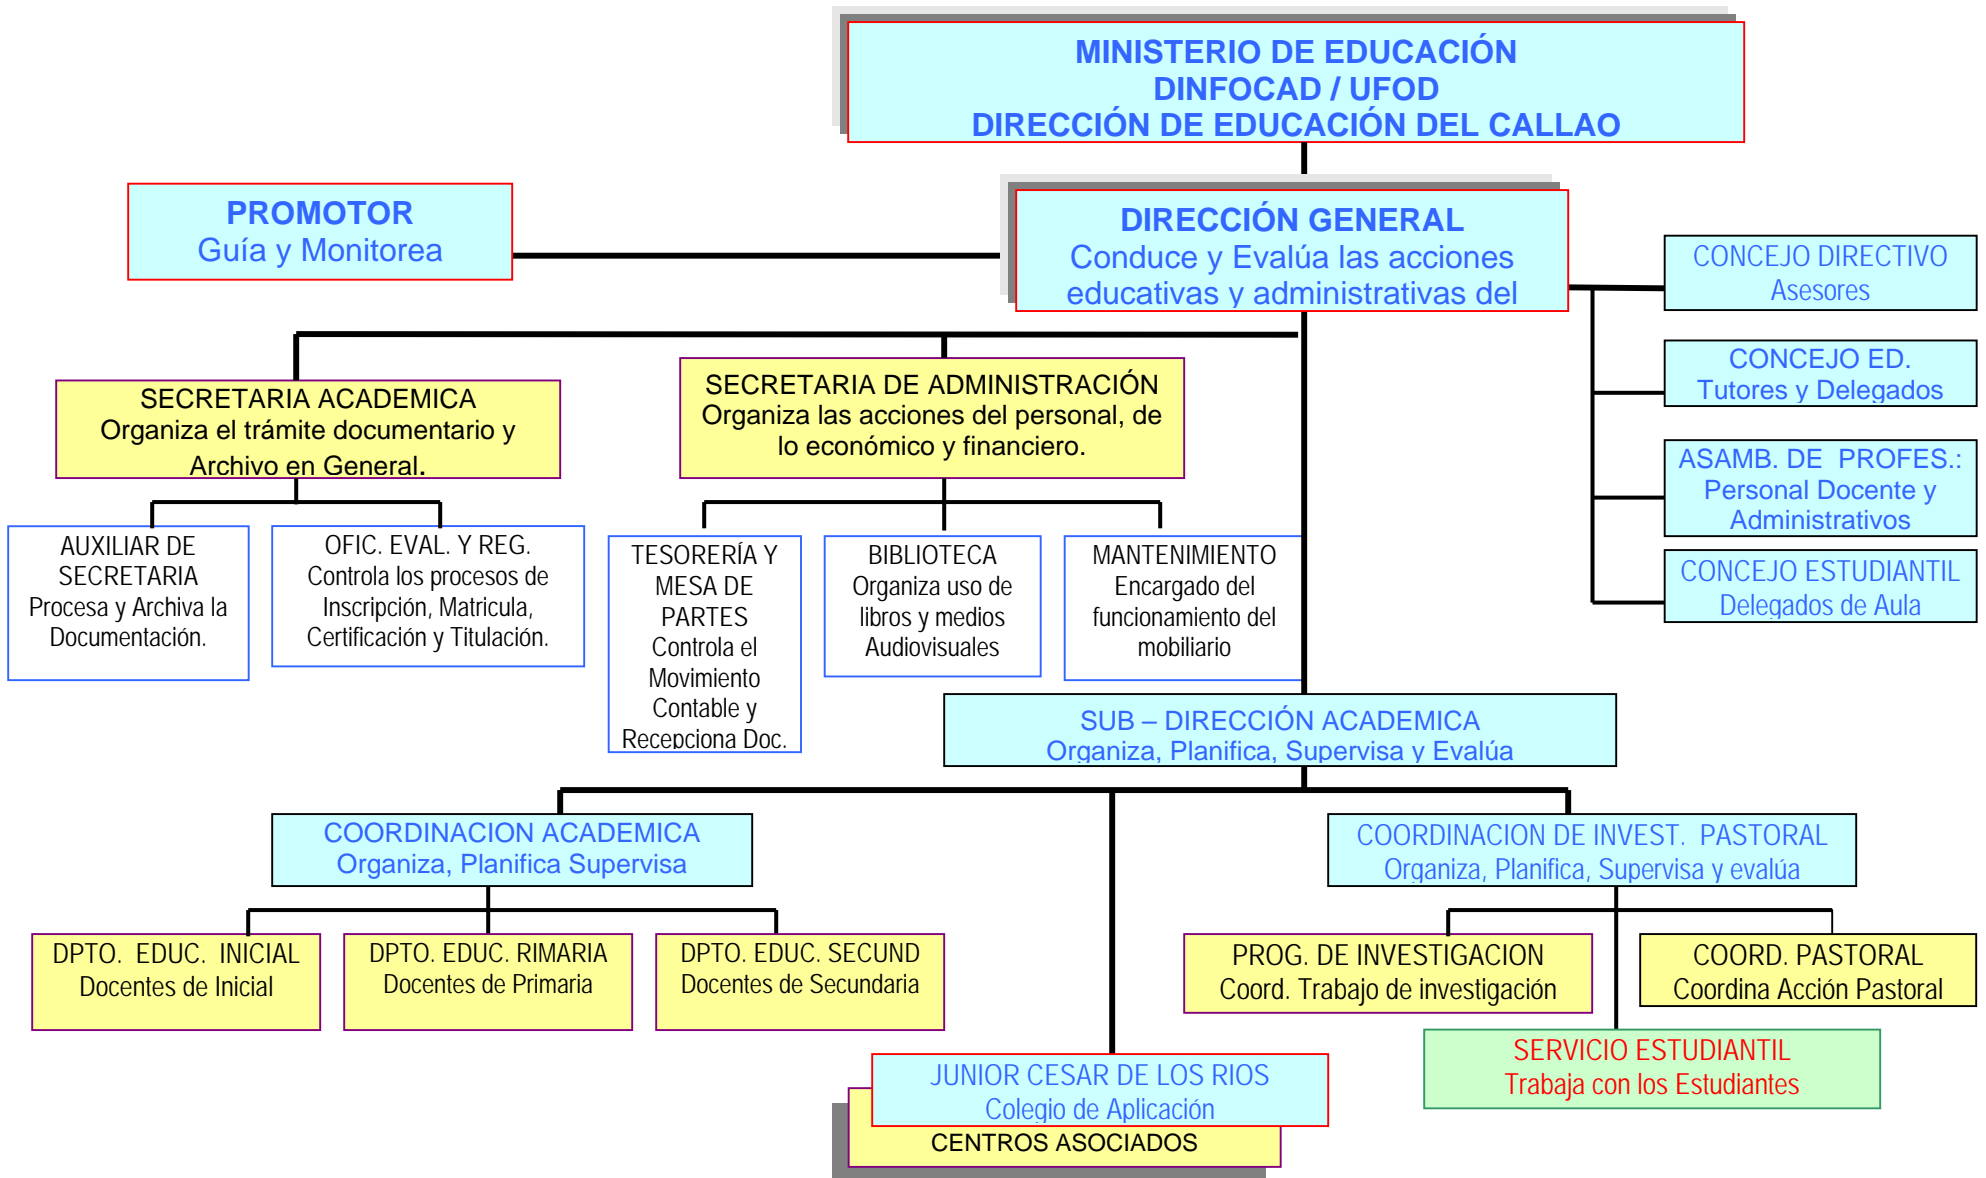 MINISTERIO DE EDUCACIÓN
DINFOCAD / UFOD
DIRECCIÓN DE EDUCACIÓN DEL CALLAO
PROMOTOR
Guía y Monitorea
DIRECCIÓN GENERAL
Conduce y Evalúa las acciones
educativas y administrativas del
CONCEJO DIRECTIVO
Asesores
CONCEJO ED.
Tutores y Delegados
ASAMB. DE PROFES.:
Personal Docente y
Administrativos
CONCEJO ESTUDIANTIL
Delegados de Aula
SECRETARIA ACADEMICA
Organiza el trámite documentario y
Archivo en General.
SECRETARIA DE ADMINISTRACIÓN
Organiza las acciones del personal, de
lo económico y financiero.
AUXILIAR DE
SECRETARIA
Procesa y Archiva la
Documentación.
OFIC. EVAL. Y REG.
Controla los procesos de
Inscripción, Matricula,
Certificación y Titulación.
TESORERÍA Y
MESA DE
PARTES
Controla el
Movimiento
Contable y
Recepciona Doc.
BIBLIOTECA
Organiza uso de
libros y medios
Audiovisuales
MANTENIMIENTO
Encargado del
funcionamiento del
mobiliario
SUB – DIRECCIÓN ACADEMICA
Organiza, Planifica, Supervisa y Evalúa
COORDINACION ACADEMICA
Organiza, Planifica Supervisa
COORDINACION DE INVEST. PASTORAL
Organiza, Planifica, Supervisa y evalúa
DPTO. EDUC. INICIAL
Docentes de Inicial
DPTO. EDUC. RIMARIA
Docentes de Primaria
DPTO. EDUC. SECUND
Docentes de Secundaria
PROG. DE INVESTIGACION
Coord. Trabajo de investigación
COORD. PASTORAL
Coordina Acción Pastoral
SERVICIO ESTUDIANTIL
Trabaja con los Estudiantes
JUNIOR CESAR DE LOS RIOS
Colegio de Aplicación
CENTROS ASOCIADOS